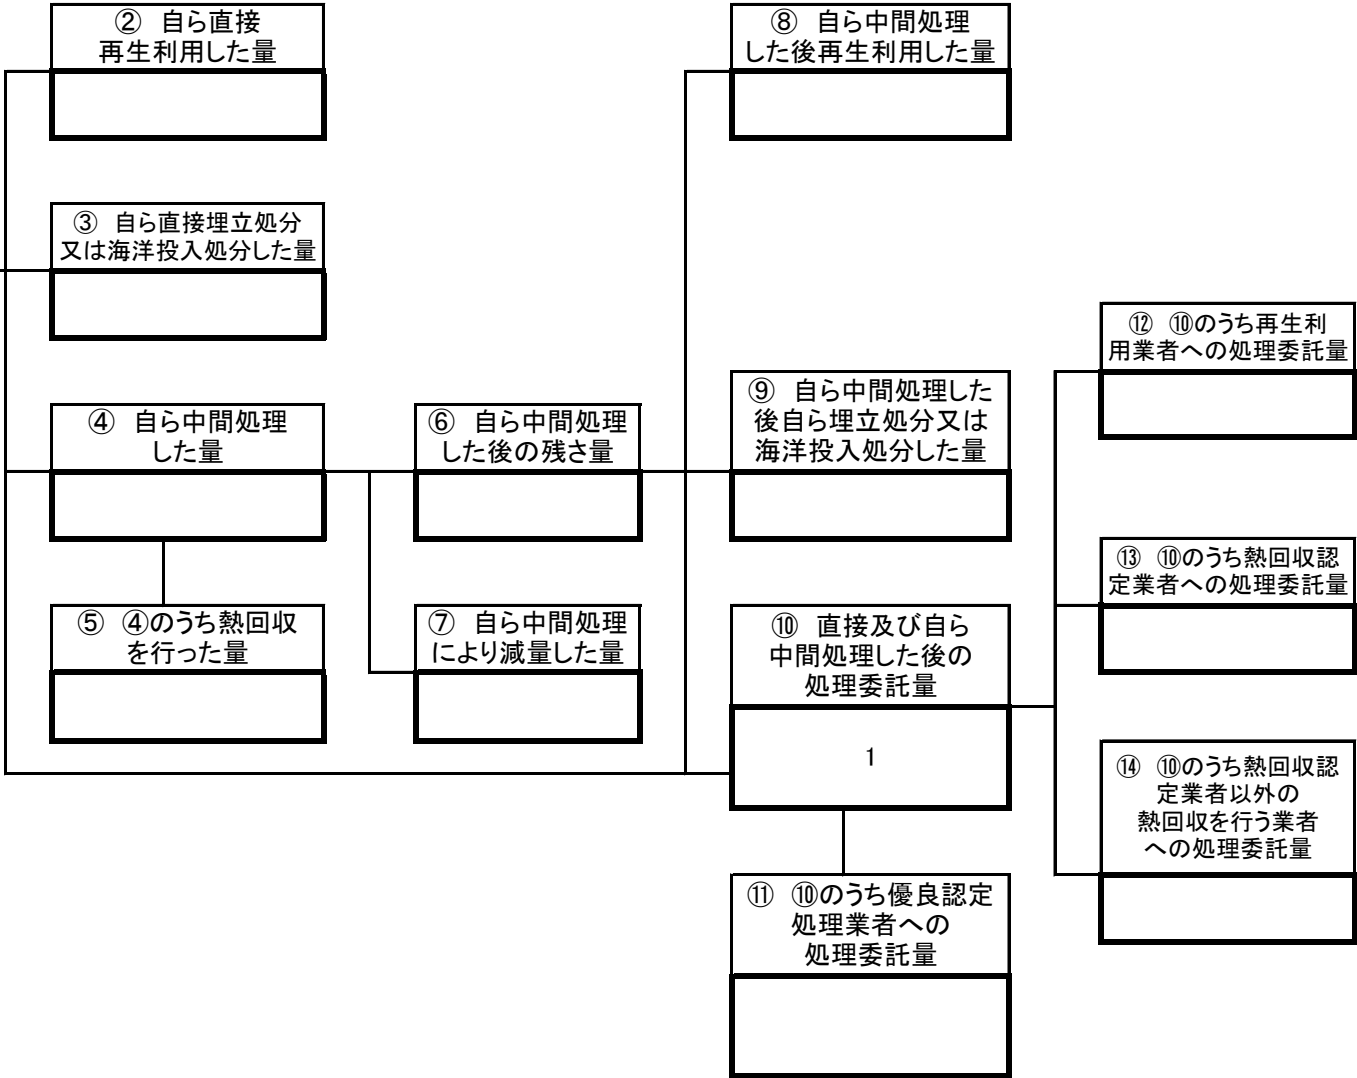 ② 自ら直接
再生利用した量
⑧ 自ら中間処理
した後再生利用した量
③ 自ら直接埋立処分
又は海洋投入処分した量
④ 自ら中間処理
した量
⑥ 自ら中間処理
した後の残さ量
⑨ 自ら中間処理した
後自ら埋立処分又は
海洋投入処分した量
⑫ ⑩のうち再生利
用業者への処理委託量
⑤ ④のうち熱回収
を行った量
⑦ 自ら中間処理
により減量した量
⑩ 直接及び自ら
中間処理した後の
処理委託量
1
⑬ ⑩のうち熱回収認
定業者への処理委託量
⑪ ⑩のうち優良認定
処理業者への
処理委託量
⑭ ⑩のうち熱回収認
定業者以外の
熱回収を行う業者
への処理委託量